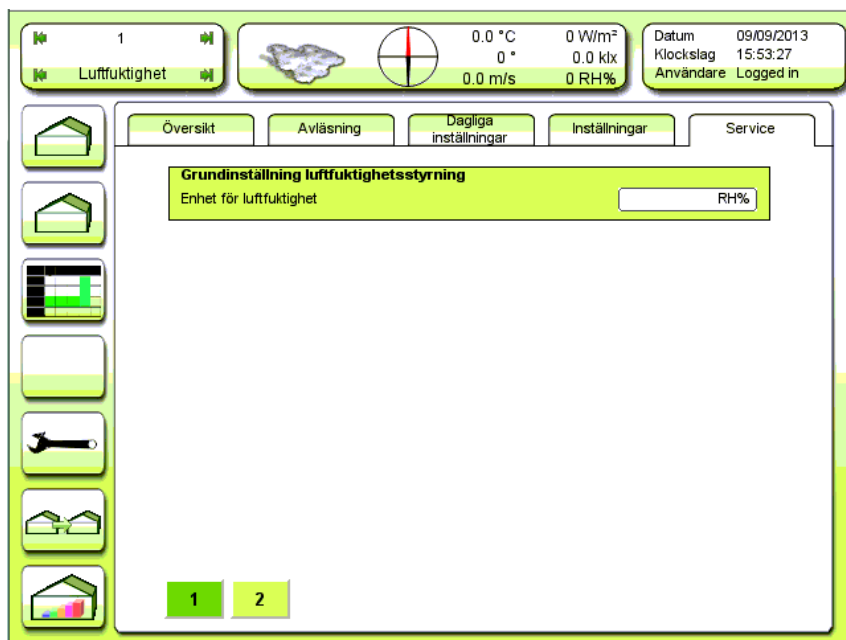 1
Luftfuktighet
0.0 °C
0 W/m²
0 °
0.0 klx
0.0 m/s
0 RH%
Datum 09/09/2013
Klockslag 15:53:27
Användare Logged in
Översikt
Avläsning
Dagliga
inställningar
Inställningar
Service
Grundinställning luftfuktighetsstyrning
Enhet för luftfuktighet
RH%
1
2